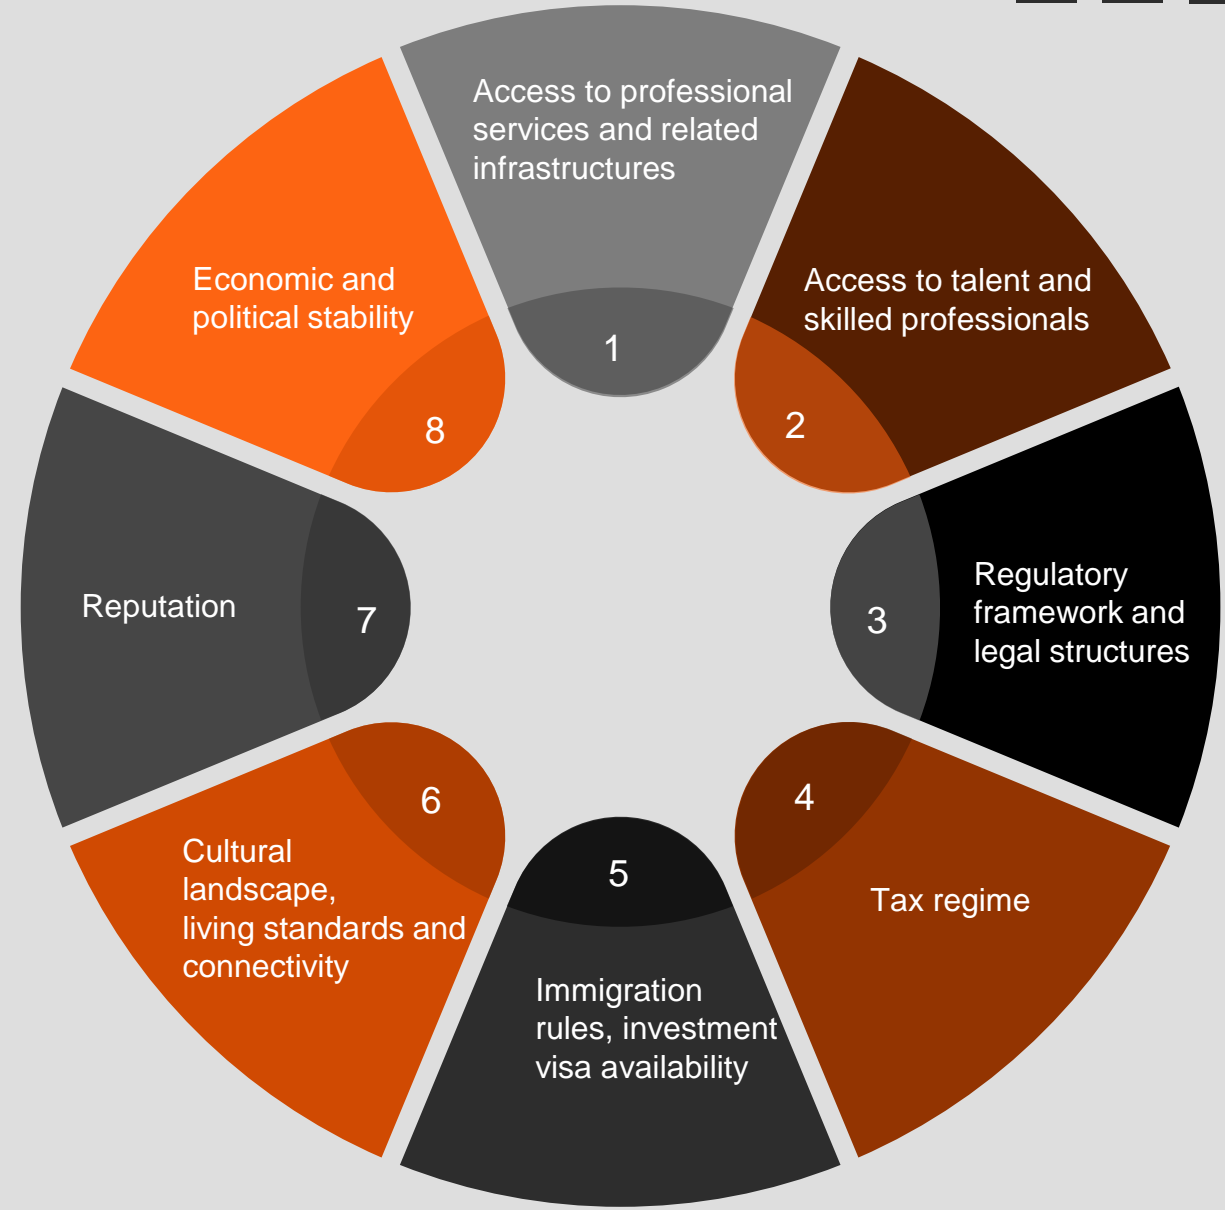 Access to professional
services and related
infrastructures
1
Access to talent and
skilled professionals
2
Regulatory
framework and
legal structures
3
Tax regime
4
Immigration
rules, investment
visa availability
5
Cultural
landscape,
living standards and
connectivity
6
Reputation
7
Economic and
political stability
8